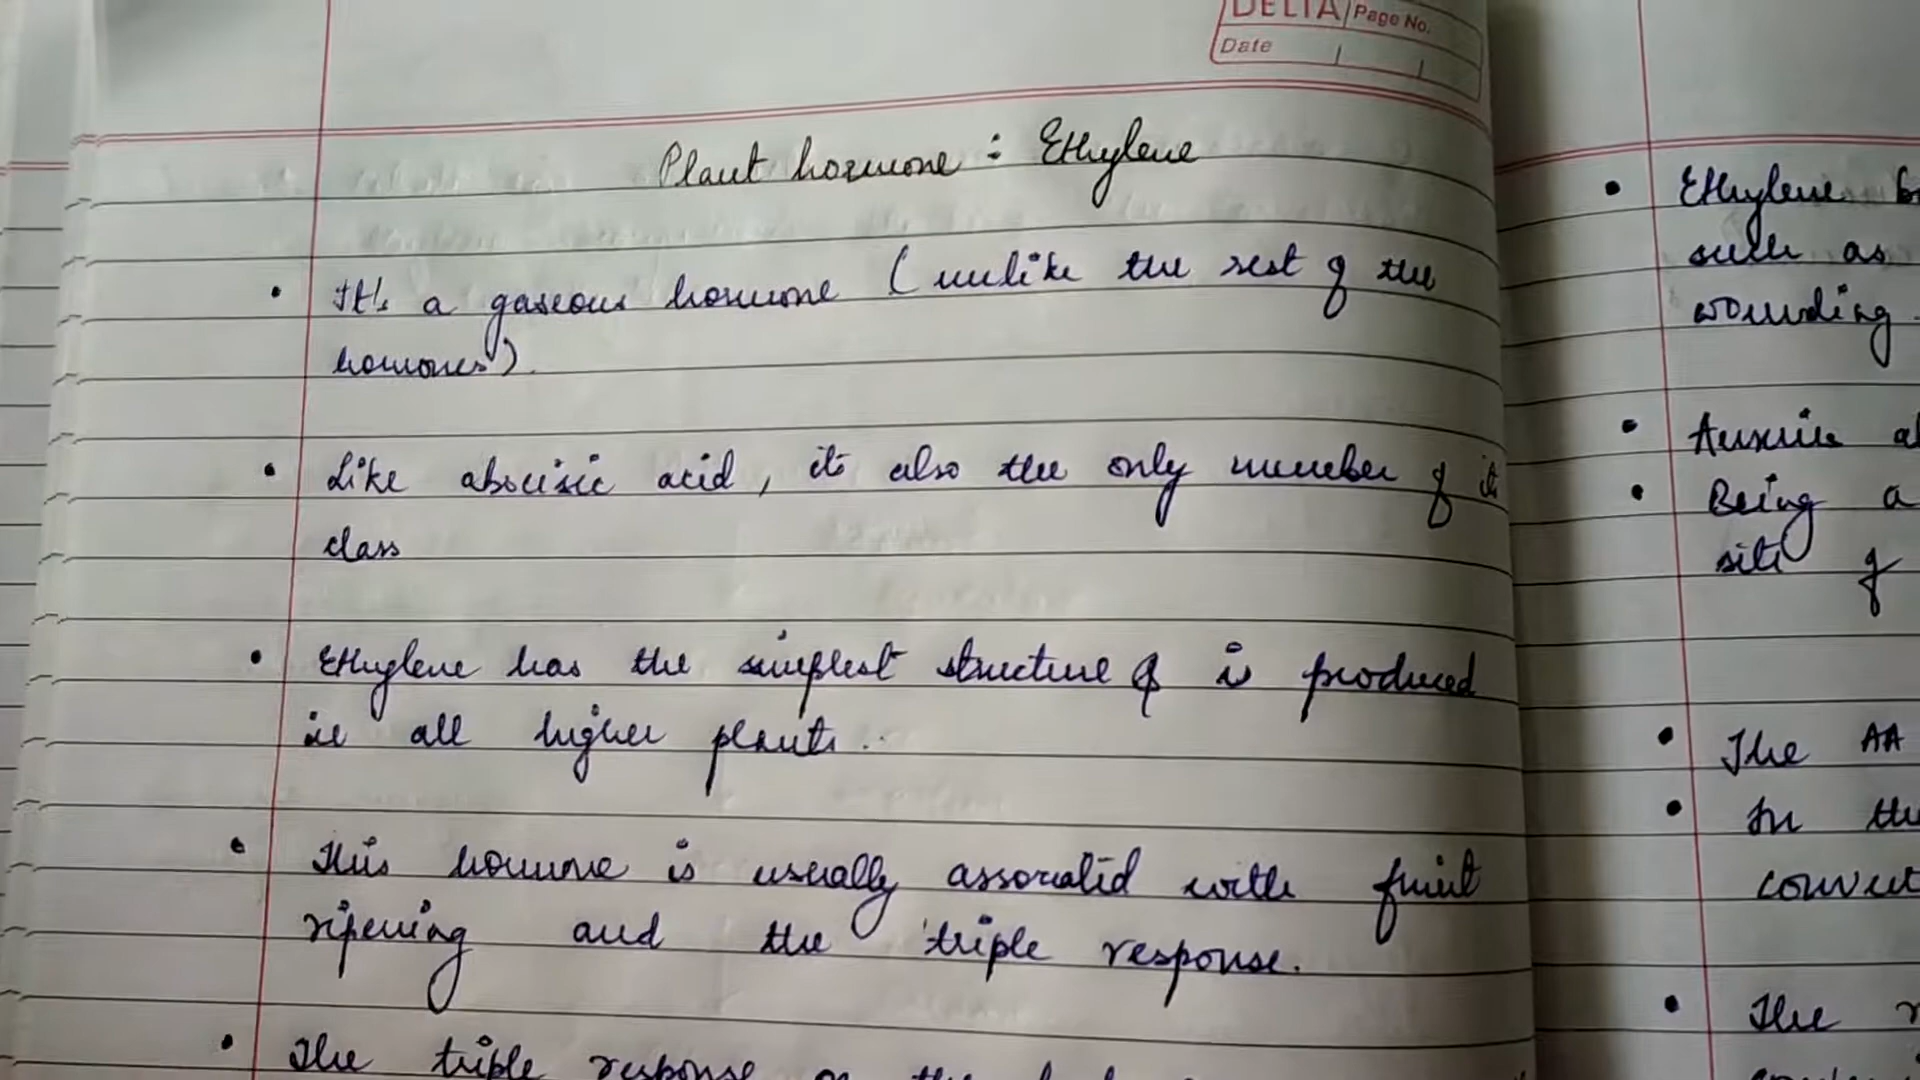 DELTA Page No.
Date
Plant hormone : Ethylene
• It's a gaseous hormone (unlike the rest of the
hormones).
• Like abscisic acid, its also the only member of its
class
• Ethylene has the simplest structure & is produced
in all higher plants.
• This hormone is usually associated with fruit
ripening and the triple response.
• The triple response
• Ethylene
such as
wounding.
• Auxin
• Being a
site of
• The AA
• In the
convert
• The